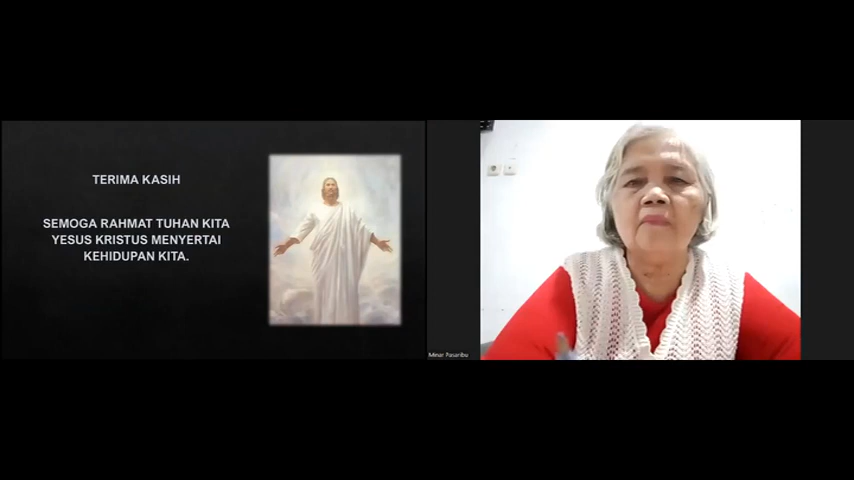 TERIMA KASIH
SEMOGA RAHMAT TUHAN KITA
YESUS KRISTUS MENYERTAI
KEHIDUPAN KITA.
Minar Pasaribu